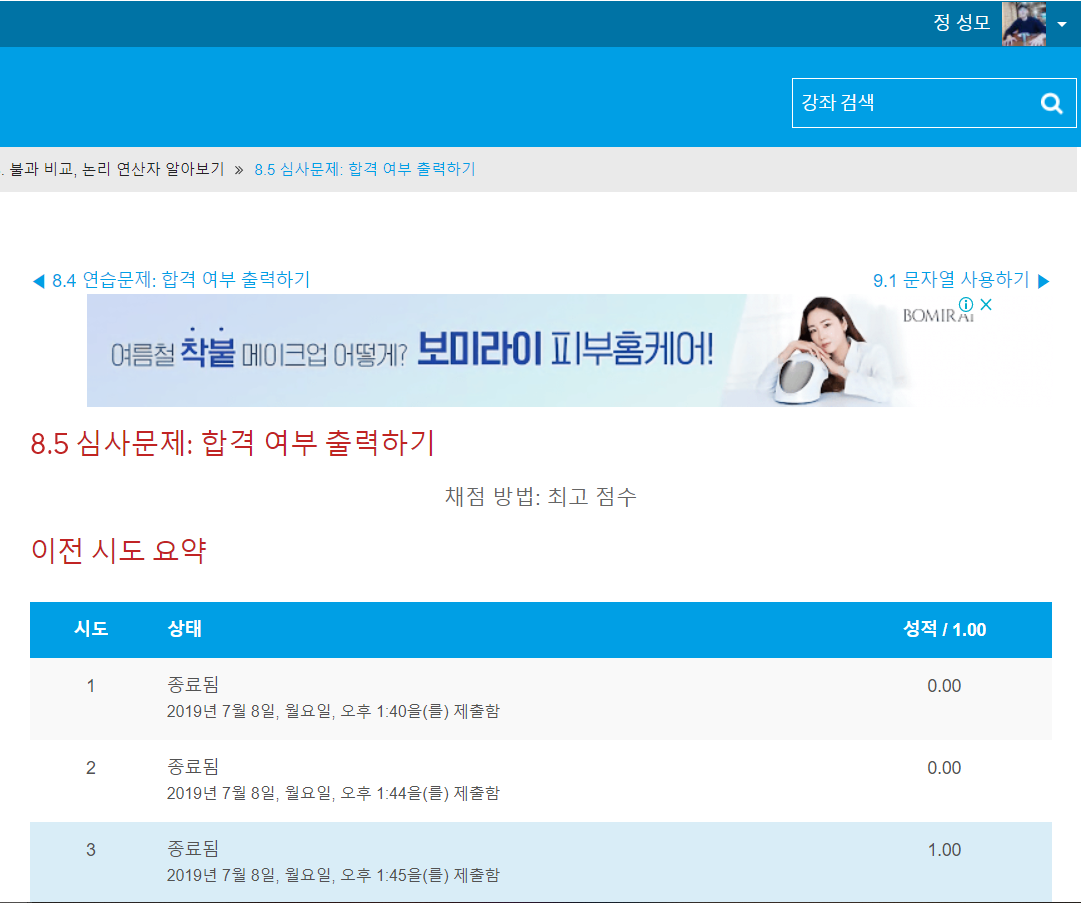 정 성모
강좌 검색
. 불과 비교, 논리 연산자 알아보기 » 8.5 심사문제: 합격 여부 출력하기
◀ 8.4 연습문제: 합격 여부 출력하기
9.1 문자열 사용하기 ▶
여름철 착붙 메이크업 어떻게? 보미라이 피부홈케어!
BOMIRAI
8.5 심사문제: 합격 여부 출력하기
채점 방법: 최고 점수
이전 시도 요약
시도 상태 성적 / 1.00
1 종료됨 0.00
2019년 7월 8일, 월요일, 오후 1:40을(를) 제출함
2 종료됨 0.00
2019년 7월 8일, 월요일, 오후 1:44을(를) 제출함
3 종료됨 1.00
2019년 7월 8일, 월요일, 오후 1:45을(를) 제출함